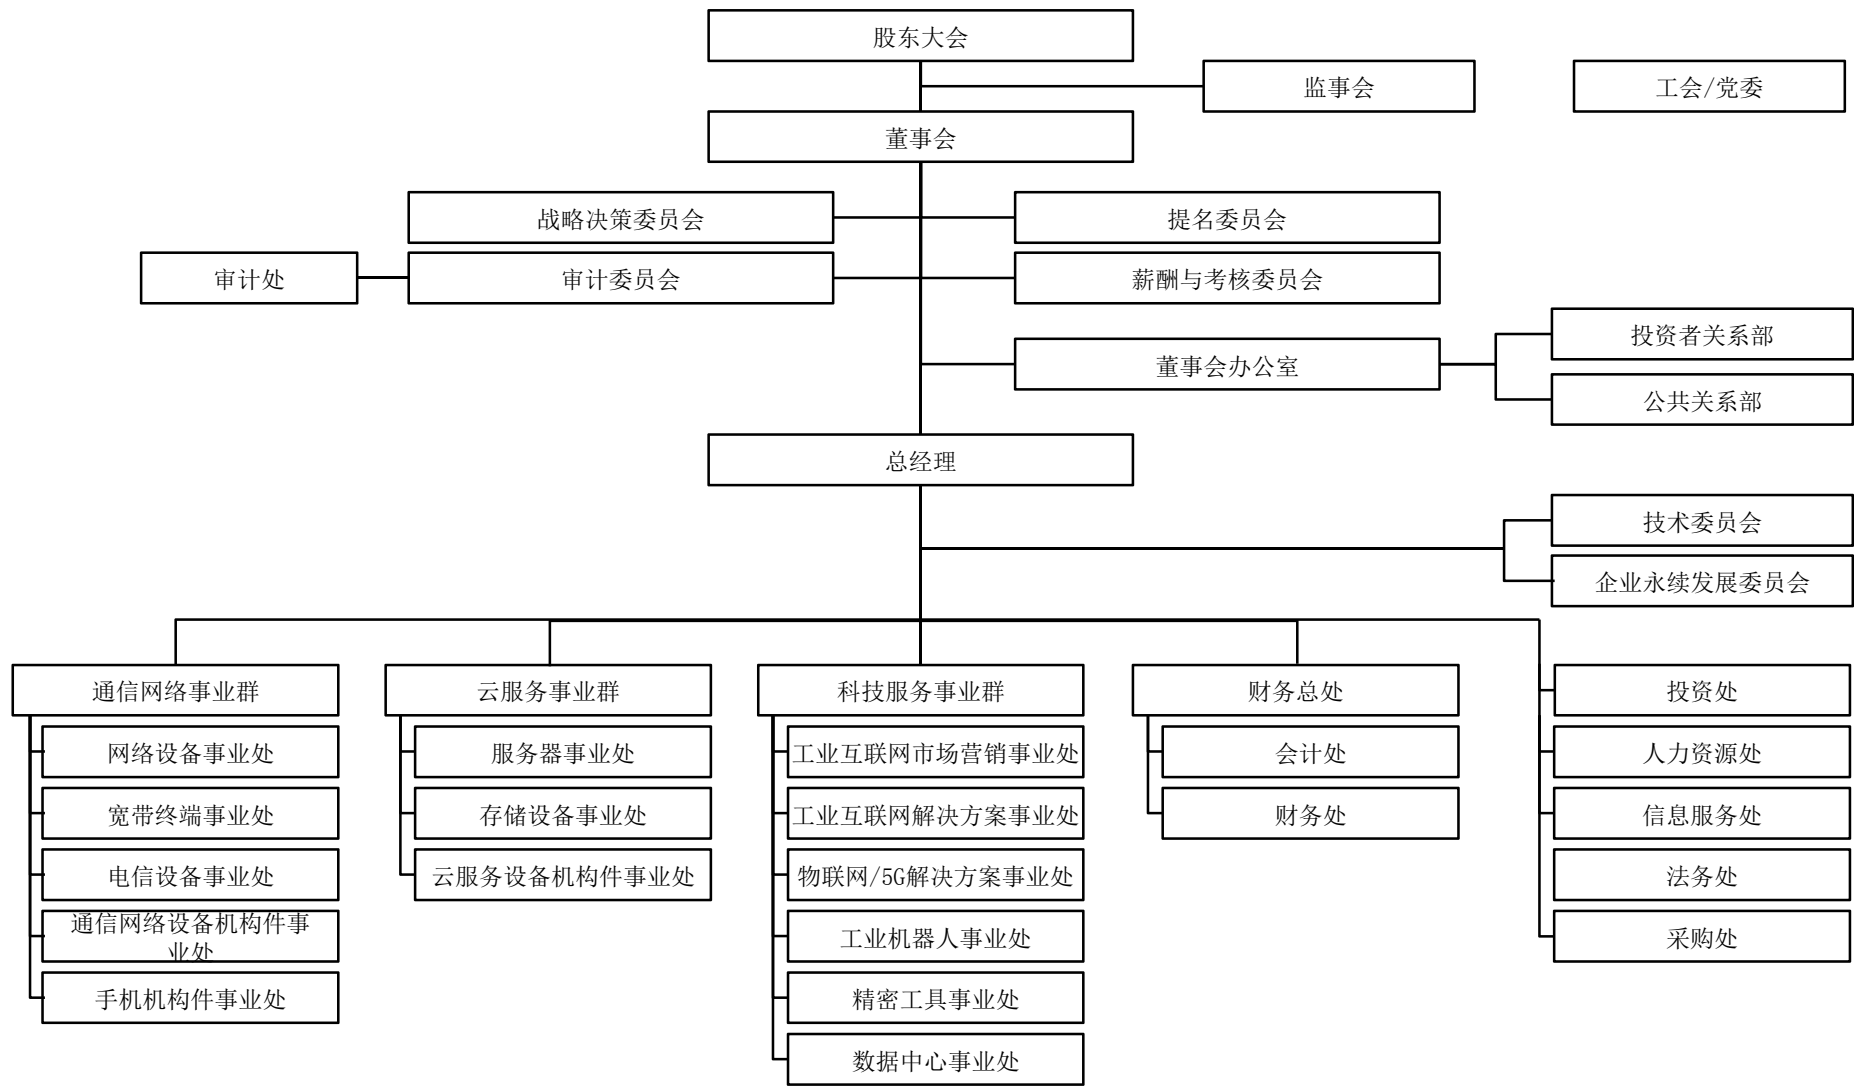 股东大会
监事会
工会/党委
董事会
战略决策委员会
提名委员会
审计处
审计委员会
薪酬与考核委员会
董事会办公室
投资者关系部
公共关系部
总经理
技术委员会
企业永续发展委员会
通信网络事业群
网络设备事业处
宽带终端事业处
电信设备事业处
通信网络设备机构件事
业处
手机机构件事业处
云服务事业群
服务器事业处
存储设备事业处
云服务设备机构件事业处
科技服务事业群
工业互联网市场营销事业处
工业互联网解决方案事业处
物联网/5G解决方案事业处
工业机器人事业处
精密工具事业处
数据中心事业处
财务总处
会计处
财务处
投资处
人力资源处
信息服务处
法务处
采购处